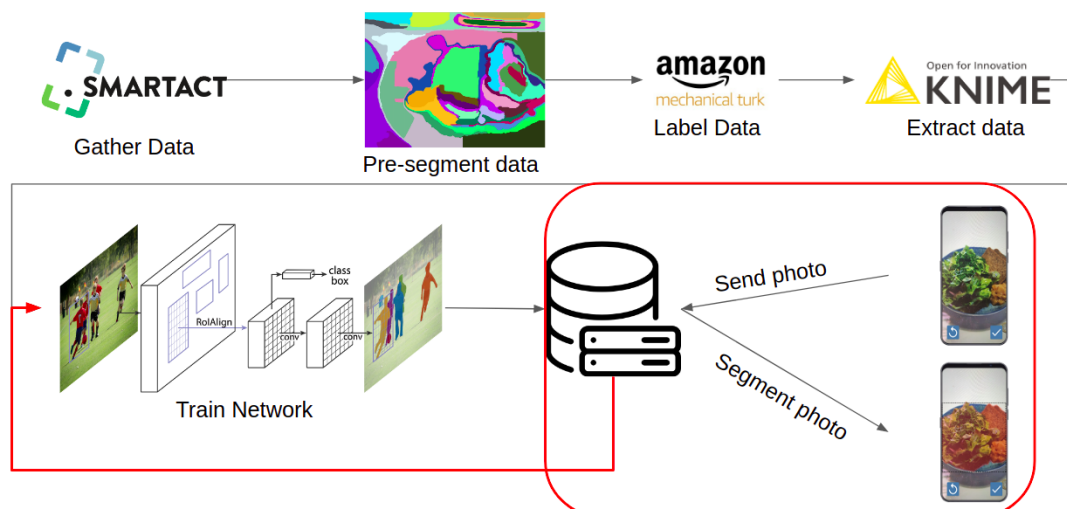 SMARTACT
Gather Data
Pre-segment data
amazon
mechanical turk
Label Data
Open for Innovation
KNIME
Extract data
class
box
RoIAlign
conv
conv
Train Network
Send photo
Segment photo